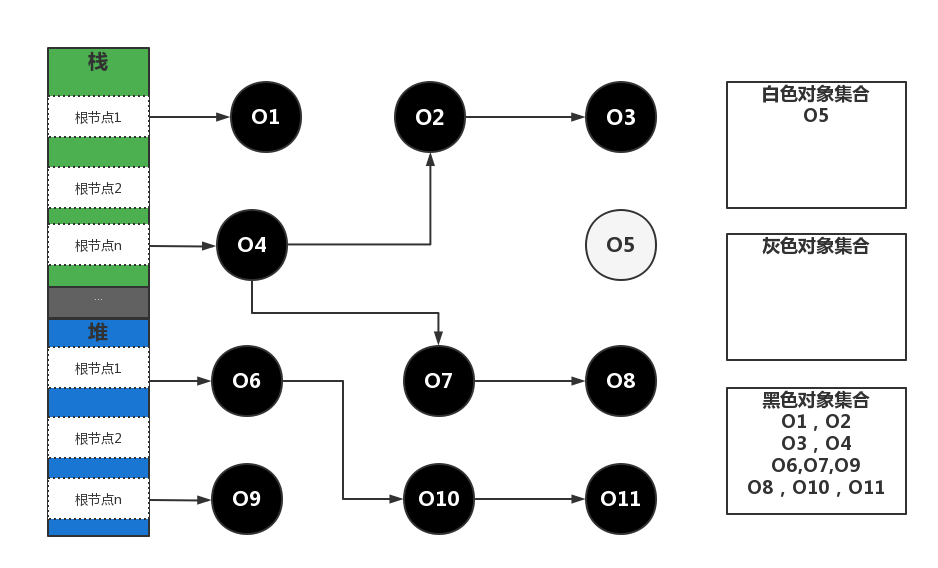 栈
根节点1
根节点2
根节点n
...
堆
根节点1
根节点2
根节点n
O1
O2
O3
O4
O5
O6
O7
O8
O9
O10
O11
白色对象集合
O5
灰色对象集合
黑色对象集合
O1，O2
O3，O4
O6,O7,O9
O8，O10，O11